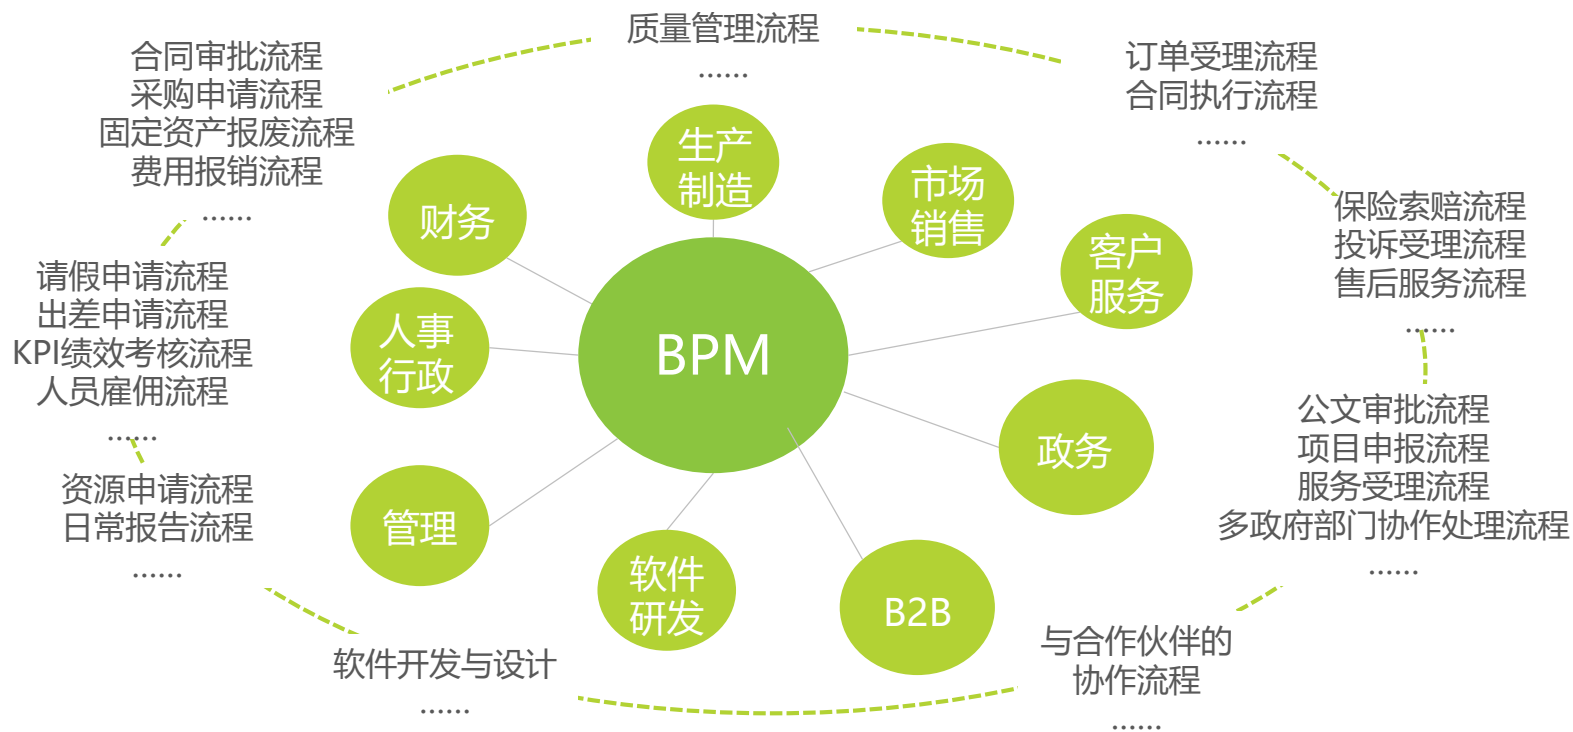 质量管理流程
......
合同审批流程
采购申请流程
固定资产报废流程
费用报销流程
......
订单受理流程
合同执行流程
......
生产
制造
市场
销售
财务
客户
服务
保险索赔流程
投诉受理流程
售后服务流程
......
请假申请流程
出差申请流程
KPI绩效考核流程
人员雇佣流程
......
人事
行政
BPM
政务
公文审批流程
项目申报流程
服务受理流程
多政府部门协作处理流程
......
资源申请流程
日常报告流程
......
管理
软件
研发
B2B
软件开发与设计
......
与合作伙伴的
协作流程
......